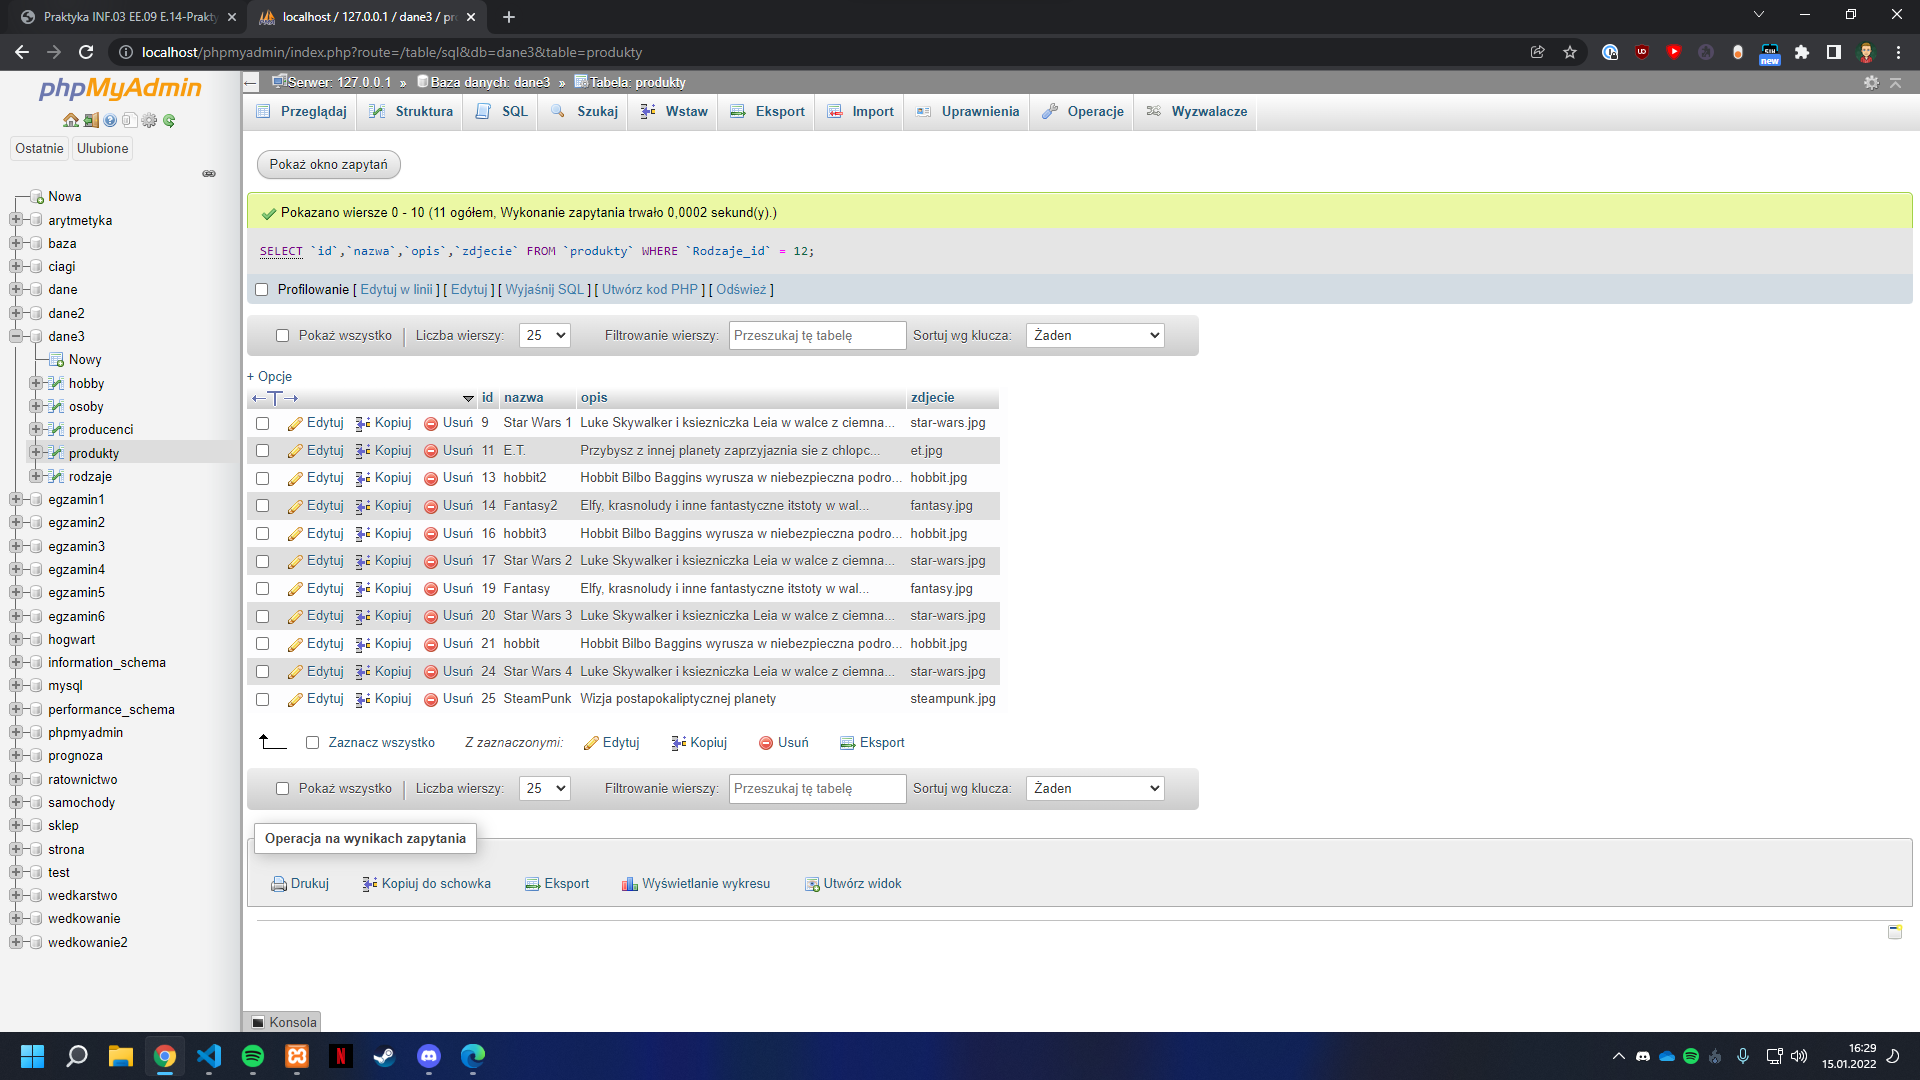 Praktyka INF.03 EE.09 E.14-Prakty
localhost / 127.0.0.1 / dane3 / pr
localhost/phpmyadmin/index.php?route=/table/sql&db=dane3&table=produkty
new
phpMyAdmin
Ostatnie Ulubione
Nowa
arytmetyka
baza
ciagi
dane
dane2
dane3
Nowy
hobby
osoby
producenci
produkty
rodzaje
egzamin1
egzamin2
egzamin3
egzamin4
egzamin5
egzamin6
hogwart
information_schema
mysql
performance_schema
phpmyadmin
prognoza
ratownictwo
samochody
sklep
strona
test
wedkarstwo
wedkowanie
wedkowanie2
Serwer: 127.0.0.1 » Baza danych: dane3 » Tabela: produkty
Przeglądaj Struktura SQL Szukaj Wstaw Eksport Import Uprawnienia Operacje Wyzwalacze
Pokaż okno zapytań
Pokazano wiersze 0 - 10 (11 ogółem, Wykonanie zapytania trwało 0,0002 sekund(y).)
SELECT `id`,`nazwa`,`opis`,`zdjecie` FROM `produkty` WHERE `Rodzaje_id` = 12;
Profilowanie [ Edytuj w linii ] [ Edytuj ] [ Wyjaśnij SQL ] [ Utwórz kod PHP ] [ Odśwież ]
Pokaż wszystko | Liczba wierszy: 25 Filtrowanie wierszy: Przeszukaj tę tabelę Sortuj wg klucza: Żaden
+ Opcje
←T→ id nazwa opis zdjecie
Edytuj Kopiuj Usuń 9 Star Wars 1 Luke Skywalker i ksiezniczka Leia w walce z ciemna... star-wars.jpg
Edytuj Kopiuj Usuń 11 E.T. Przybysz z innej planety zaprzyjaznia sie z chlopc... et.jpg
Edytuj Kopiuj Usuń 13 hobbit2 Hobbit Bilbo Baggins wyrusza w niebezpieczna podro... hobbit.jpg
Edytuj Kopiuj Usuń 14 Fantasy2 Elfy, krasnoludy i inne fantastyczne itstoty w wal... fantasy.jpg
Edytuj Kopiuj Usuń 16 hobbit3 Hobbit Bilbo Baggins wyrusza w niebezpieczna podro... hobbit.jpg
Edytuj Kopiuj Usuń 17 Star Wars 2 Luke Skywalker i ksiezniczka Leia w walce z ciemna... star-wars.jpg
Edytuj Kopiuj Usuń 19 Fantasy Elfy, krasnoludy i inne fantastyczne itstoty w wal... fantasy.jpg
Edytuj Kopiuj Usuń 20 Star Wars 3 Luke Skywalker i ksiezniczka Leia w walce z ciemna... star-wars.jpg
Edytuj Kopiuj Usuń 21 hobbit Hobbit Bilbo Baggins wyrusza w niebezpieczna podro... hobbit.jpg
Edytuj Kopiuj Usuń 24 Star Wars 4 Luke Skywalker i ksiezniczka Leia w walce z ciemna... star-wars.jpg
Edytuj Kopiuj Usuń 25 SteamPunk Wizja postapokaliptycznej planety steampunk.jpg
Zaznacz wszystko Z zaznaczonymi: Edytuj Kopiuj Usuń Eksport
Pokaż wszystko | Liczba wierszy: 25 Filtrowanie wierszy: Przeszukaj tę tabelę Sortuj wg klucza: Żaden
Operacja na wynikach zapytania
Drukuj Kopiuj do schowka Eksport Wyświetlanie wykresu Utwórz widok
Konsola
16:29
15.01.2022